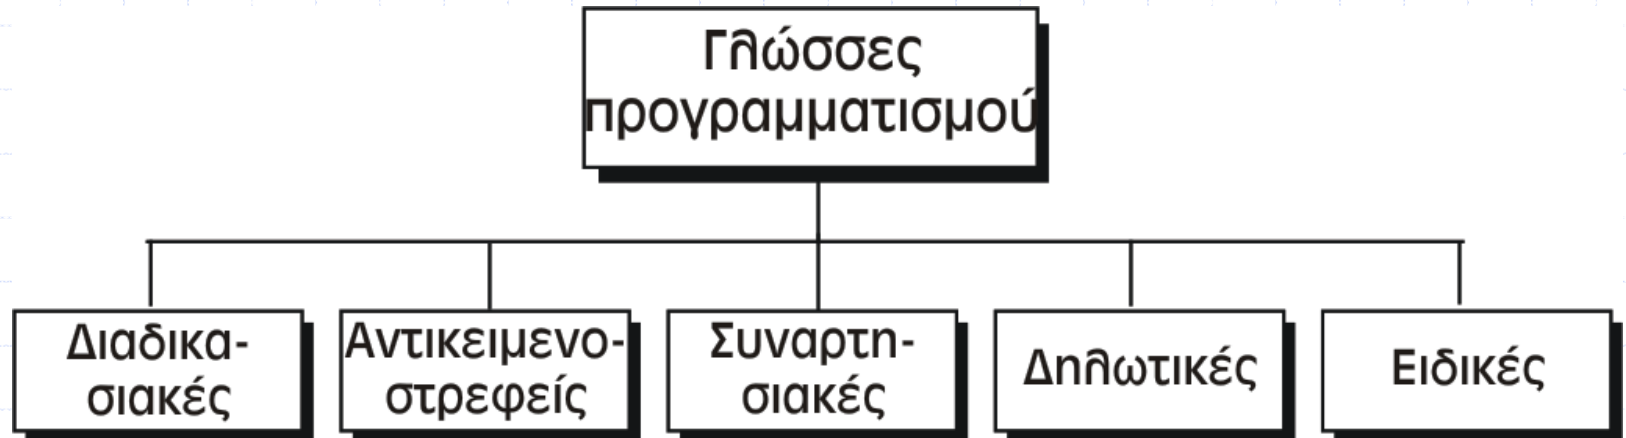 Γλώσσες
προγραμματισμού
Διαδικα-
σιακές
Αντικειμενο-
στρεφείς
Συναρτη-
σιακές
Δηλωτικές
Ειδικές